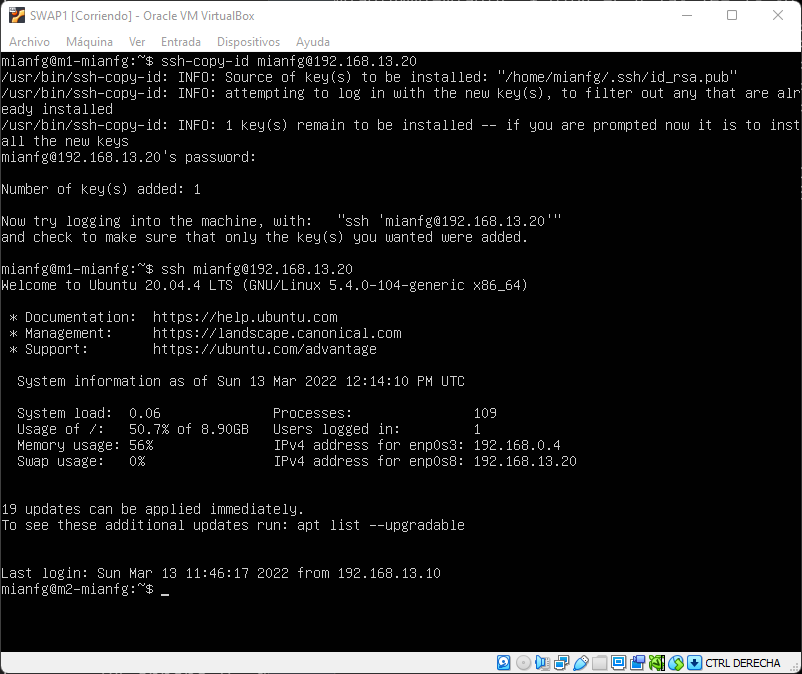 SWAP1 [Corriendo] - Oracle VM VirtualBox
Archivo Máquina Ver Entrada Dispositivos Ayuda
mianfg@m1-mianfg:~$ ssh-copy-id mianfg@192.168.13.20
/usr/bin/ssh-copy-id: INFO: Source of key(s) to be installed: "/home/mianfg/.ssh/id_rsa.pub"
/usr/bin/ssh-copy-id: INFO: attempting to log in with the new key(s), to filter out any that are alr
eady installed
/usr/bin/ssh-copy-id: INFO: 1 key(s) remain to be installed -- if you are prompted now it is to inst
all the new keys
mianfg@192.168.13.20's password:
Number of key(s) added: 1
Now try logging into the machine, with:   "ssh 'mianfg@192.168.13.20'"
and check to make sure that only the key(s) you wanted were added.
mianfg@m1-mianfg:~$ ssh mianfg@192.168.13.20
Welcome to Ubuntu 20.04.4 LTS (GNU/Linux 5.4.0-104-generic x86_64)
* Documentation:  https://help.ubuntu.com
* Management:     https://landscape.canonical.com
* Support:        https://ubuntu.com/advantage
System information as of Sun 13 Mar 2022 12:14:10 PM UTC
System load:  0.06              Processes:               109
Usage of /:   50.7% of 8.90GB   Users logged in:         1
Memory usage: 56%               IPv4 address for enp0s3: 192.168.0.4
Swap usage:   0%                IPv4 address for enp0s8: 192.168.13.20
19 updates can be applied immediately.
To see these additional updates run: apt list --upgradable
Last login: Sun Mar 13 11:46:17 2022 from 192.168.13.10
mianfg@m2-mianfg:~$ _
CTRL DERECHA